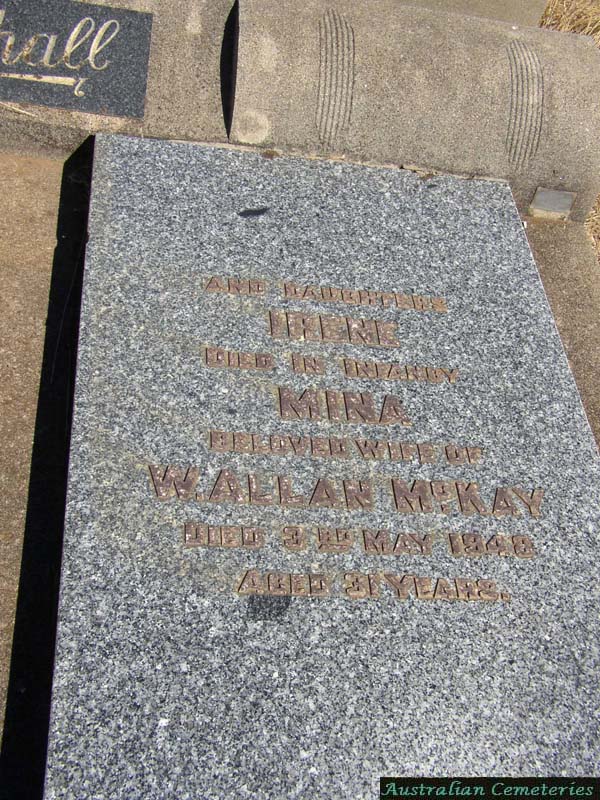 hall
AND DAUGHTERS
IRENE
DIED IN INFANCY
MINA
BELOVED WIFE OF
W. ALLAN McKAY
DIED 3RD MAY 1948
AGED 31 YEARS.
Australian Cemeteries